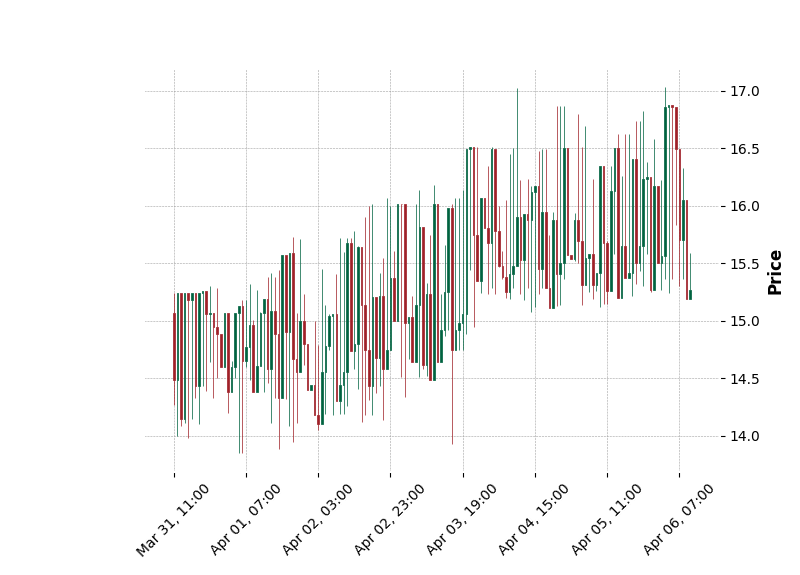 17.0
16.5
16.0
15.5
15.0
14.5
14.0
Price
Mar 31, 11:00
Apr 01, 07:00
Apr 02, 03:00
Apr 02, 23:00
Apr 03, 19:00
Apr 04, 15:00
Apr 05, 11:00
Apr 06, 07:00